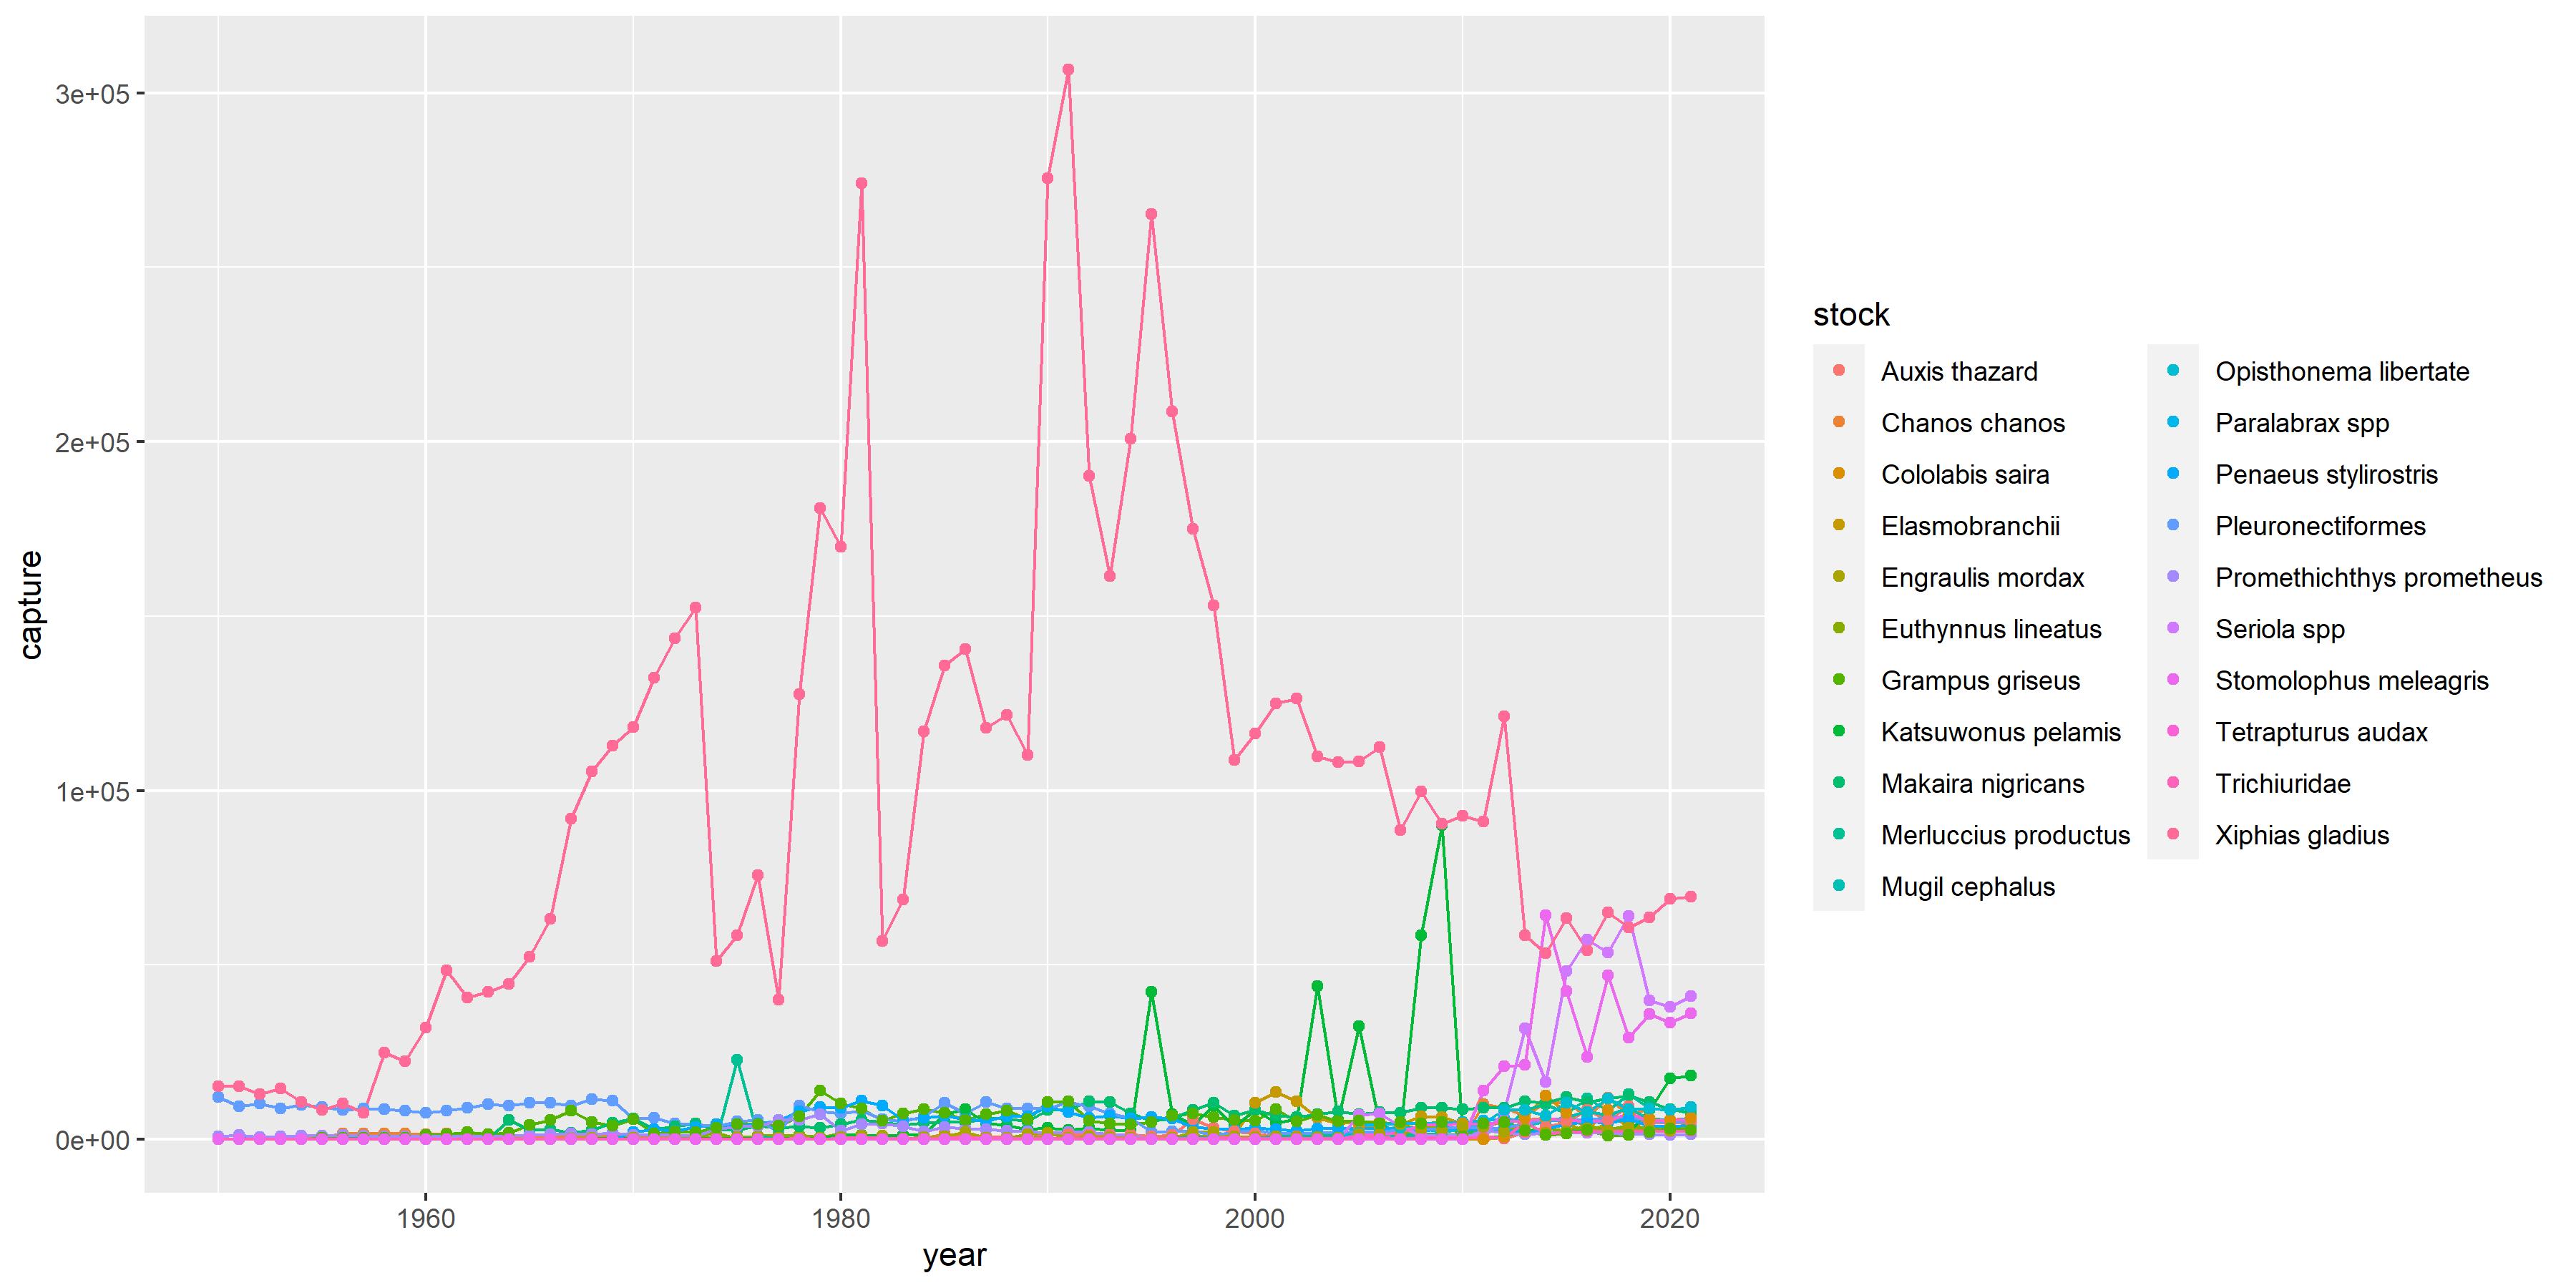 3e+05
2e+05
1e+05
0e+00
capture
1960
1980
2000
2020
year
stock
Auxis thazard
Chanos chanos
Cololabis saira
Elasmobranchii
Engraulis mordax
Euthynnus lineatus
Grampus griseus
Katsuwonus pelamis
Makaira nigricans
Merluccius productus
Mugil cephalus
Opisthonema libertate
Paralabrax spp
Penaeus stylirostris
Pleuronectiformes
Promethichthys prometheus
Seriola spp
Stomolophus meleagris
Tetrapturus audax
Trichiuridae
Xiphias gladius